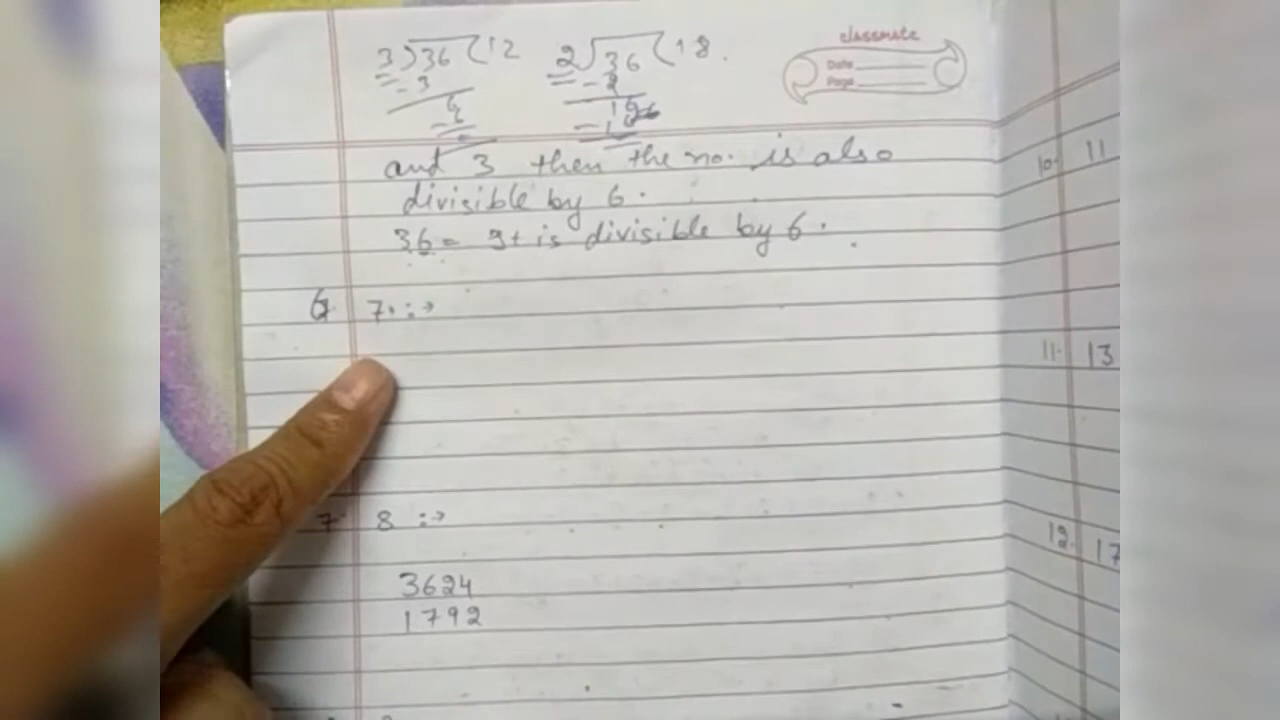 3)36(12 2)36(18.
-3 -2
6 16
-6 -16
classmate
Date
Page
and 3 then the no. is also
divisible by 6.
36 = It is divisible by 6.
6 7. :→
7. 8 :→
3624
1792
10. 11
11. 13
12. 17